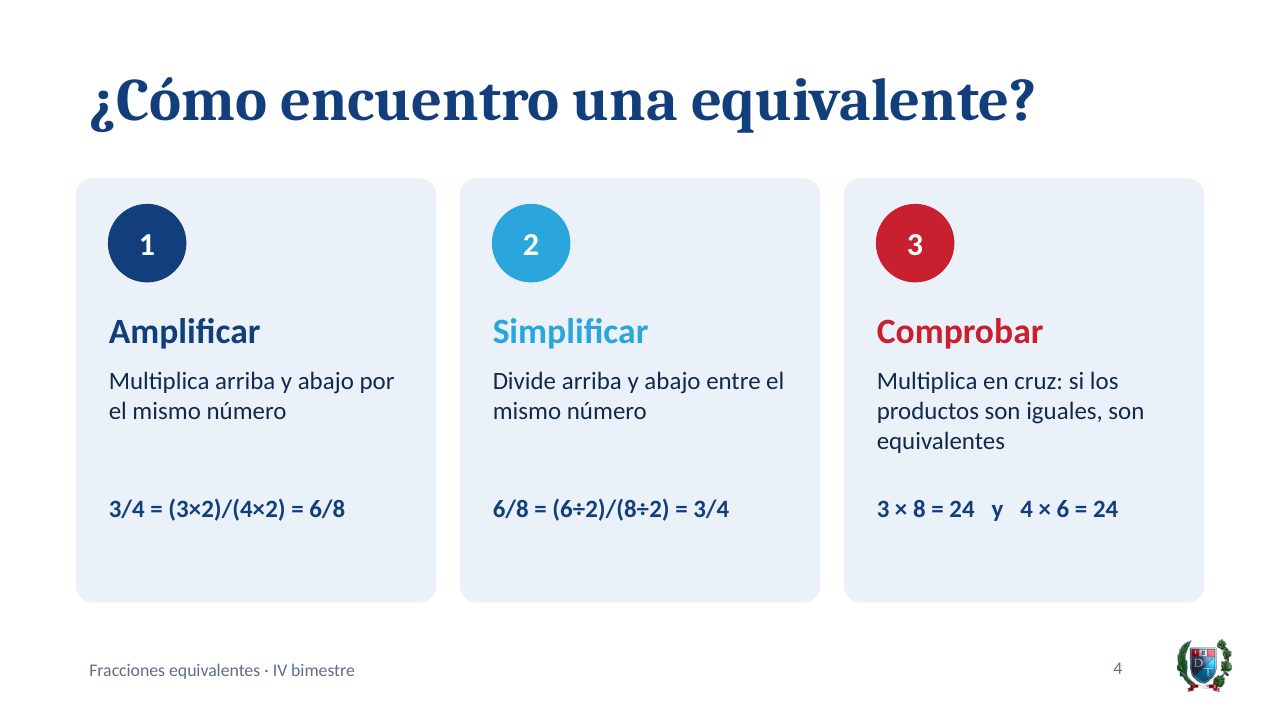 ¿Cómo encuentro una equivalente?
1
Amplificar
Multiplica arriba y abajo por
el mismo número
3/4 = (3×2)/(4×2) = 6/8
2
Simplificar
Divide arriba y abajo entre el
mismo número
6/8 = (6÷2)/(8÷2) = 3/4
3
Comprobar
Multiplica en cruz: si los
productos son iguales, son
equivalentes
3 × 8 = 24 y 4 × 6 = 24
Fracciones equivalentes · IV bimestre
4